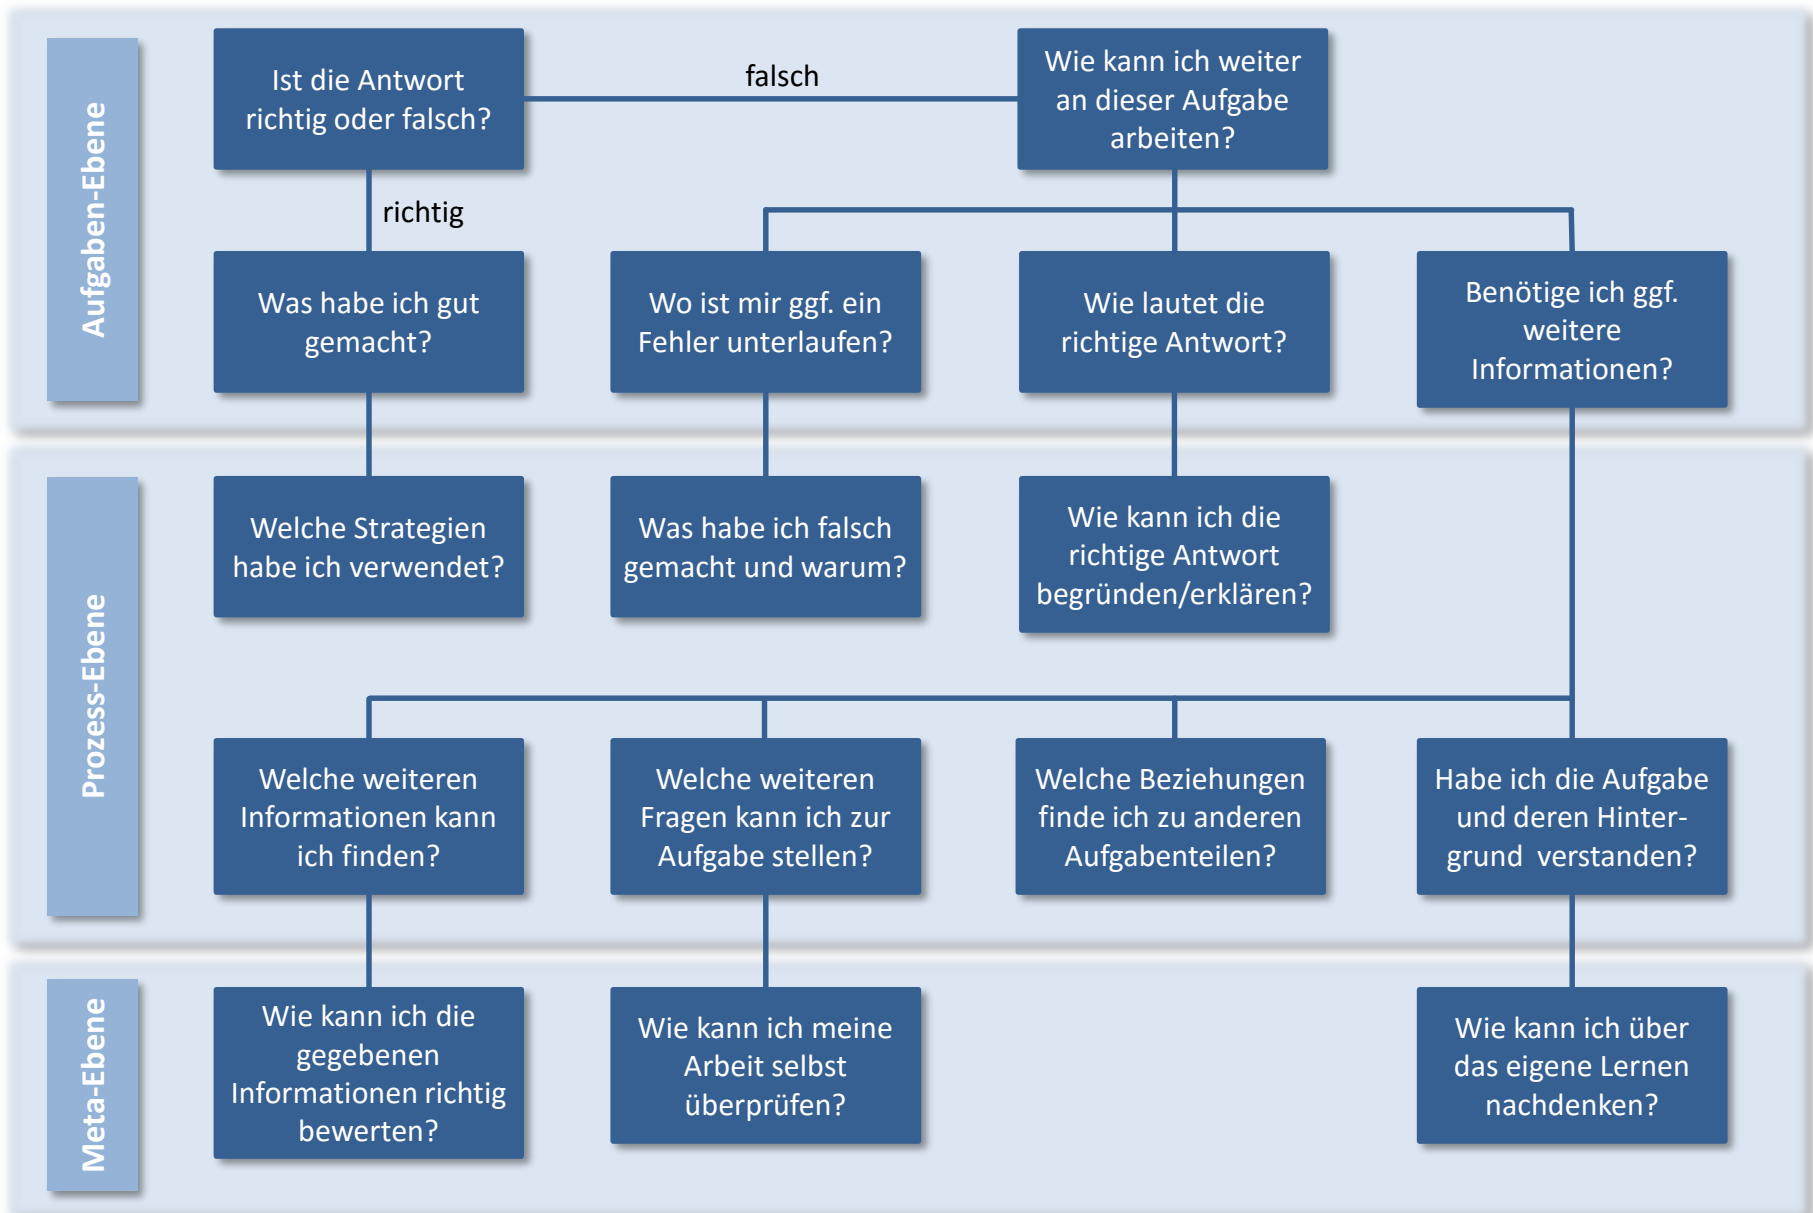 Aufgaben-Ebene
Ist die Antwort
richtig oder falsch?
falsch
Wie kann ich weiter
an dieser Aufgabe
arbeiten?
richtig
Was habe ich gut
gemacht?
Wo ist mir ggf. ein
Fehler unterlaufen?
Wie lautet die
richtige Antwort?
Benötige ich ggf.
weitere
Informationen?
Prozess-Ebene
Welche Strategien
habe ich verwendet?
Was habe ich falsch
gemacht und warum?
Wie kann ich die
richtige Antwort
begründen/erklären?
Welche weiteren
Informationen kann
ich finden?
Welche weiteren
Fragen kann ich zur
Aufgabe stellen?
Welche Beziehungen
finde ich zu anderen
Aufgabenteilen?
Habe ich die Aufgabe
und deren Hinter-
grund verstanden?
Meta-Ebene
Wie kann ich die
gegebenen
Informationen richtig
bewerten?
Wie kann ich meine
Arbeit selbst
überprüfen?
Wie kann ich über
das eigene Lernen
nachdenken?